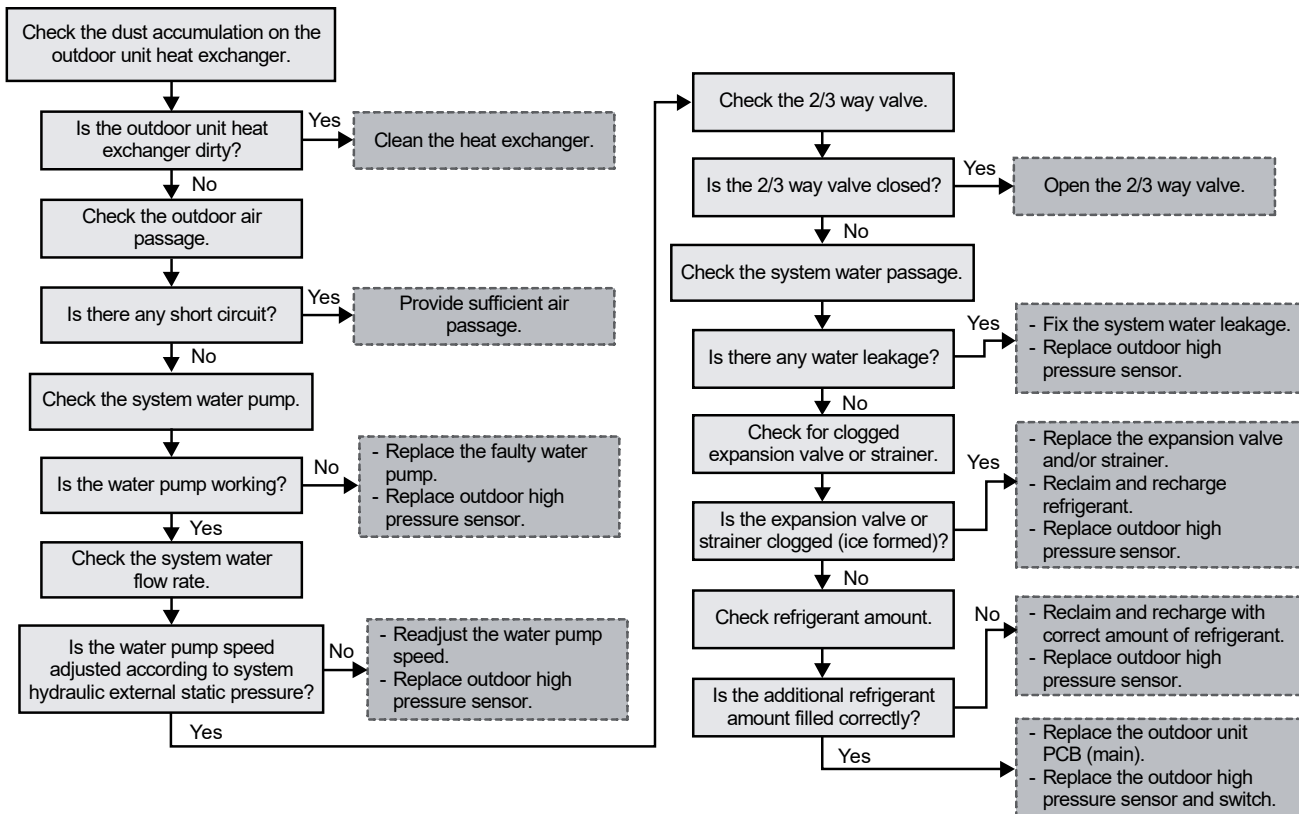 Check the dust accumulation on the
outdoor unit heat exchanger.
Is the outdoor unit heat
exchanger dirty?
Yes
Clean the heat exchanger.
No
Check the outdoor air
passage.
Is there any short circuit?
Yes
Provide sufficient air
passage.
No
Check the system water pump.
Is the water pump working?
No
- Replace the faulty water
pump.
- Replace outdoor high
pressure sensor.
Yes
Check the system water
flow rate.
Is the water pump speed
adjusted according to system
hydraulic external static pressure?
No
- Readjust the water pump
speed.
- Replace outdoor high
pressure sensor.
Yes
Check the 2/3 way valve.
Is the 2/3 way valve closed?
Yes
Open the 2/3 way valve.
No
Check the system water passage.
Is there any water leakage?
Yes
- Fix the system water leakage.
- Replace outdoor high
pressure sensor.
No
Check for clogged
expansion valve or strainer.
Is the expansion valve or
strainer clogged (ice formed)?
Yes
- Replace the expansion valve
and/or strainer.
- Reclaim and recharge
refrigerant.
- Replace outdoor high
pressure sensor.
No
Check refrigerant amount.
Is the additional refrigerant
amount filled correctly?
No
- Reclaim and recharge with
correct amount of refrigerant.
- Replace outdoor high
pressure sensor.
Yes
- Replace the outdoor unit
PCB (main).
- Replace the outdoor high
pressure sensor and switch.